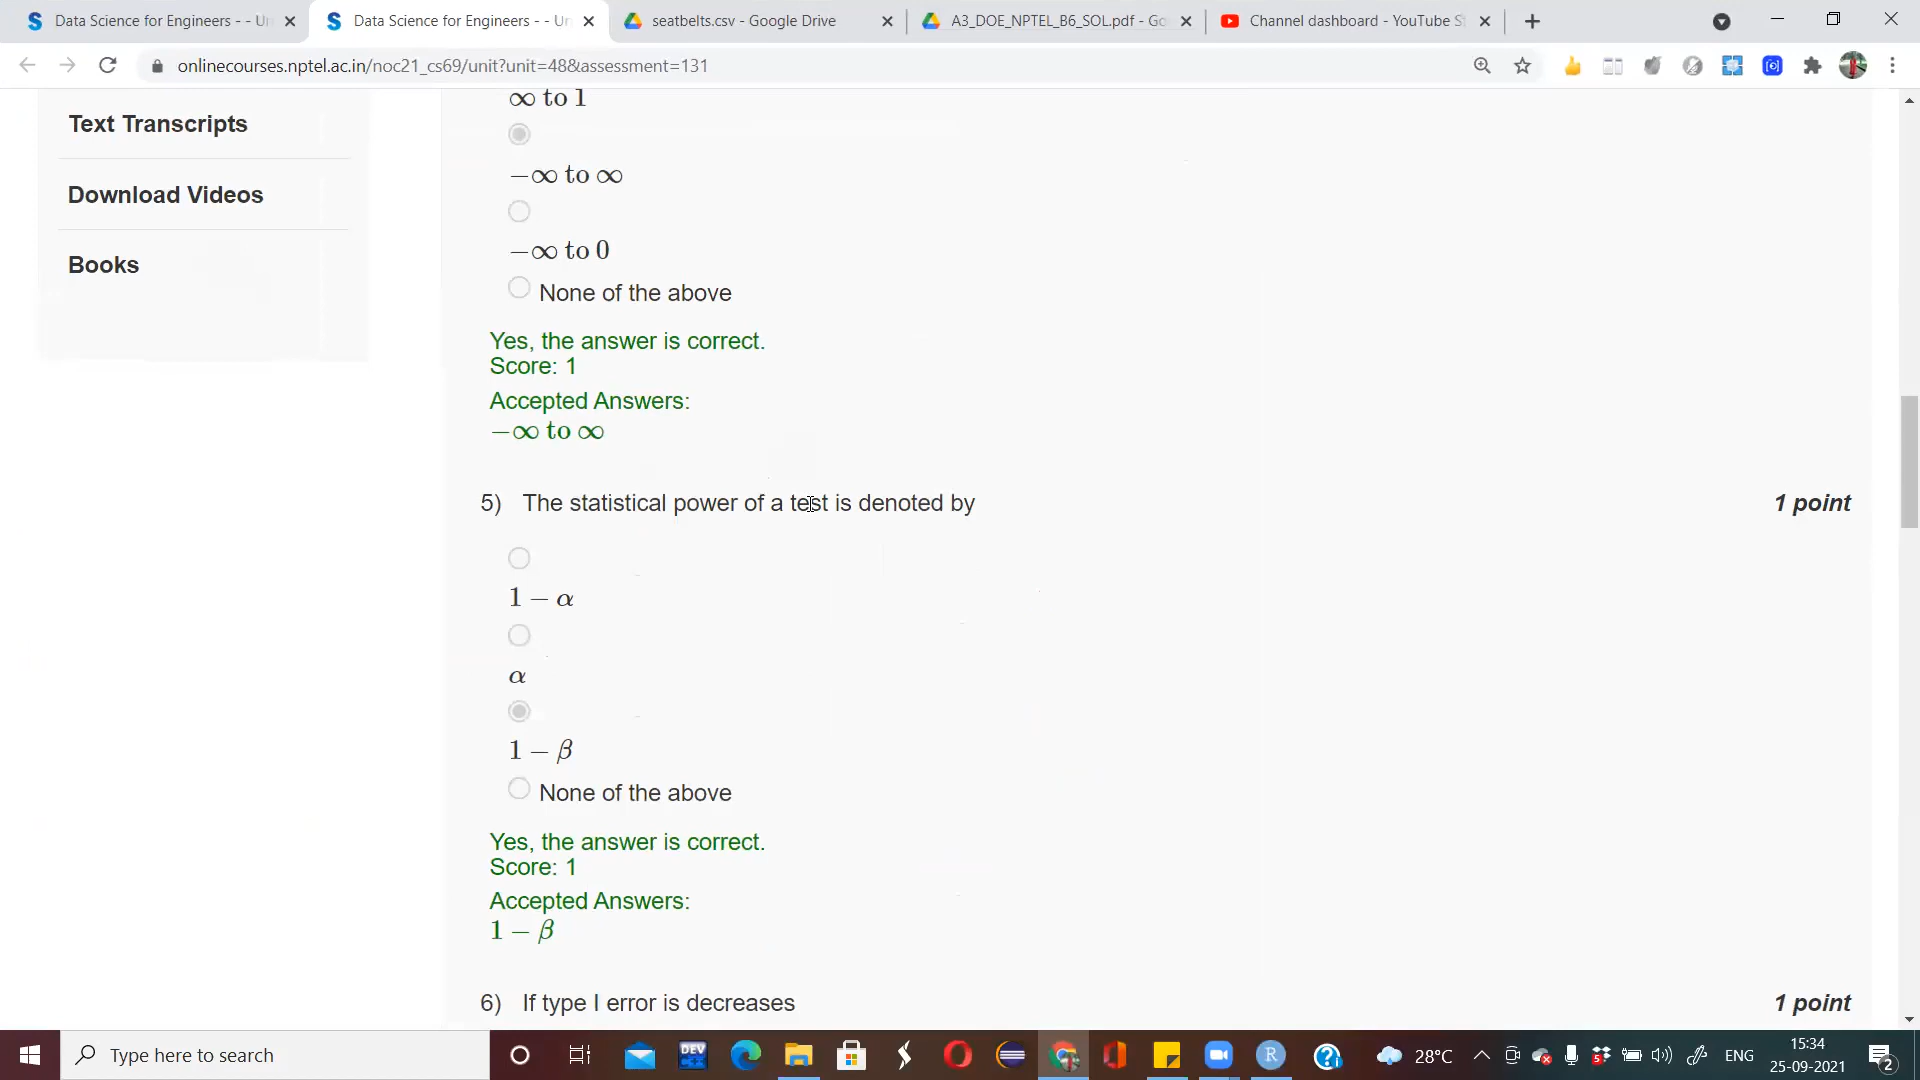 Data Science for Engineers - - Un
Data Science for Engineers - - Un
seatbelts.csv - Google Drive
A3_DOE_NPTEL_B6_SOL.pdf - Go
Channel dashboard - YouTube S
onlinecourses.nptel.ac.in/noc21_cs69/unit?unit=48&assessment=131
Text Transcripts
Download Videos
Books
∞ to 1
−∞ to ∞
−∞ to 0
None of the above
Yes, the answer is correct.
Score: 1
Accepted Answers:
−∞ to ∞
5) The statistical power of a test is denoted by
1 point
1 − α
α
1 − β
None of the above
Yes, the answer is correct.
Score: 1
Accepted Answers:
1 − β
6) If type I error is decreases
1 point
Type here to search
DEV
28°C
ENG
15:34
25-09-2021
2